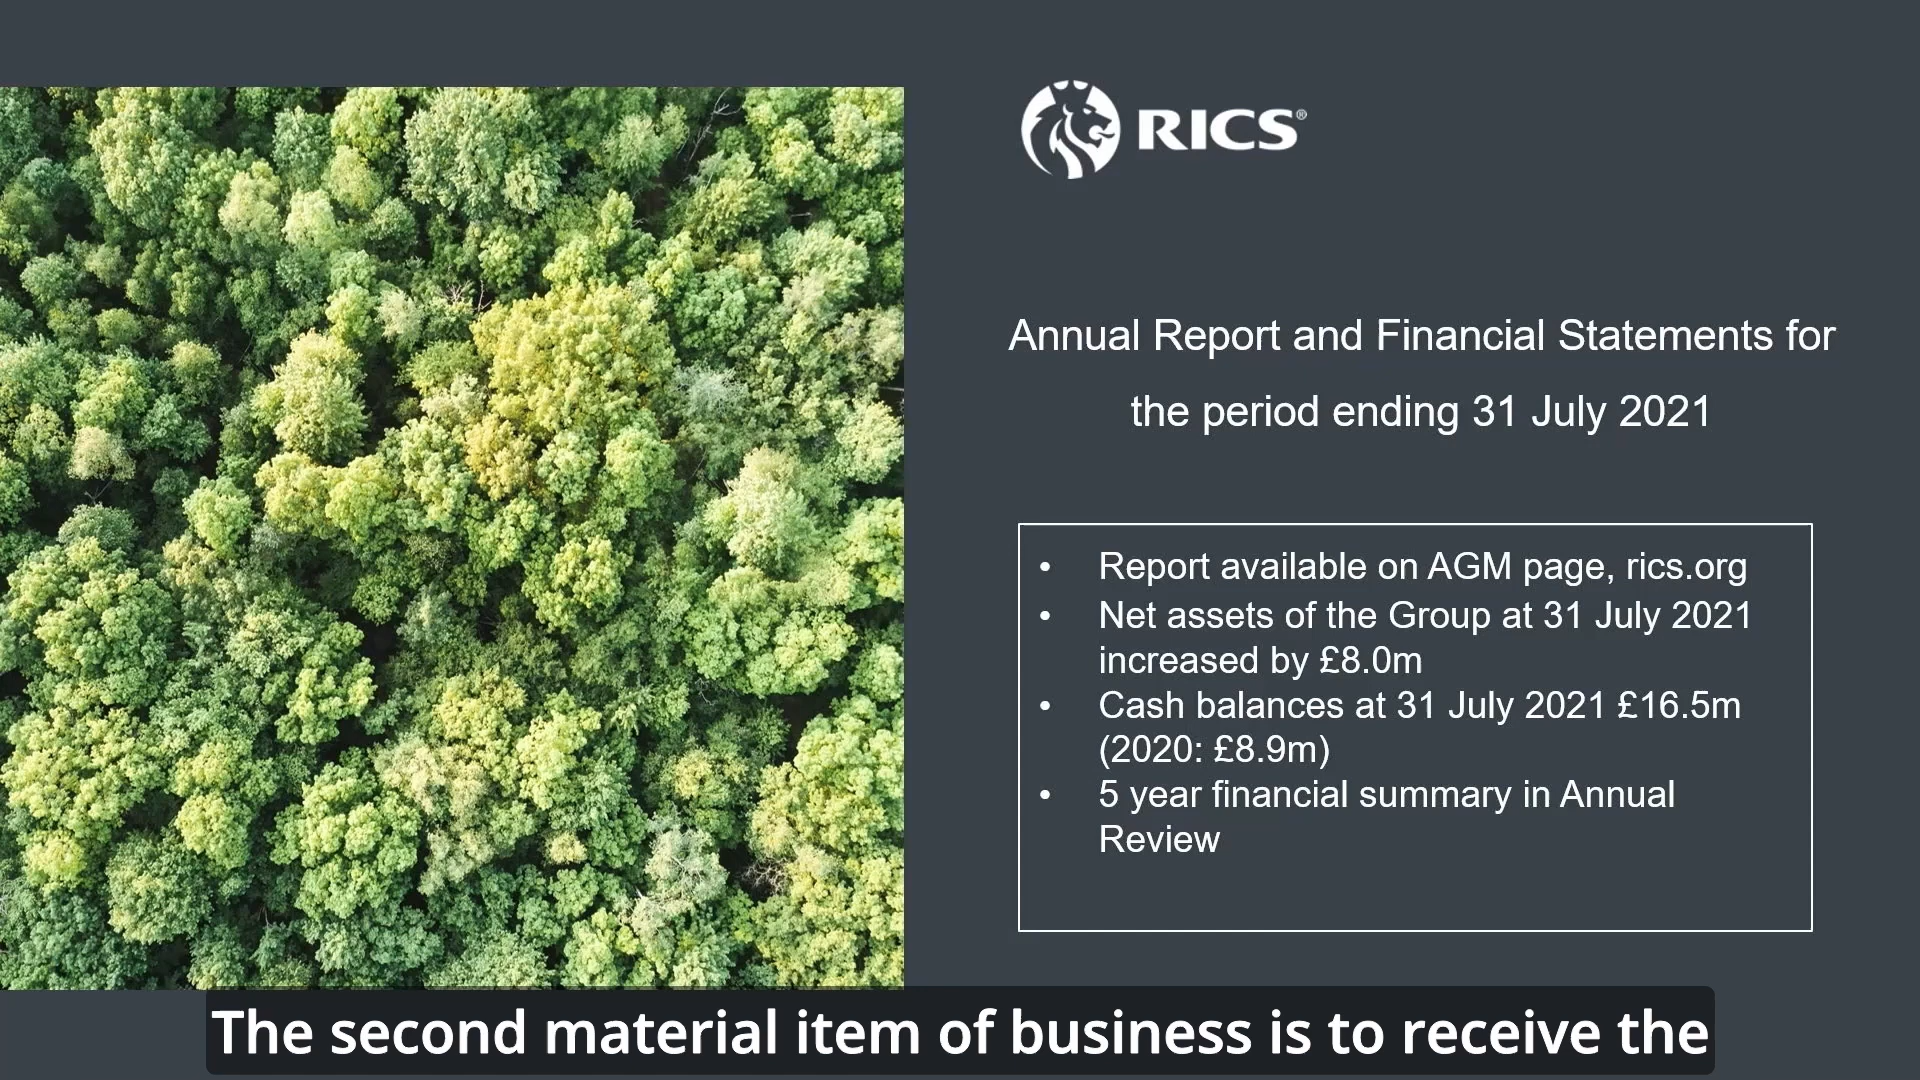 RICS®
Annual Report and Financial Statements for
the period ending 31 July 2021
• Report available on AGM page, rics.org
• Net assets of the Group at 31 July 2021
increased by £8.0m
• Cash balances at 31 July 2021 £16.5m
(2020: £8.9m)
• 5 year financial summary in Annual
Review
The second material item of business is to receive the